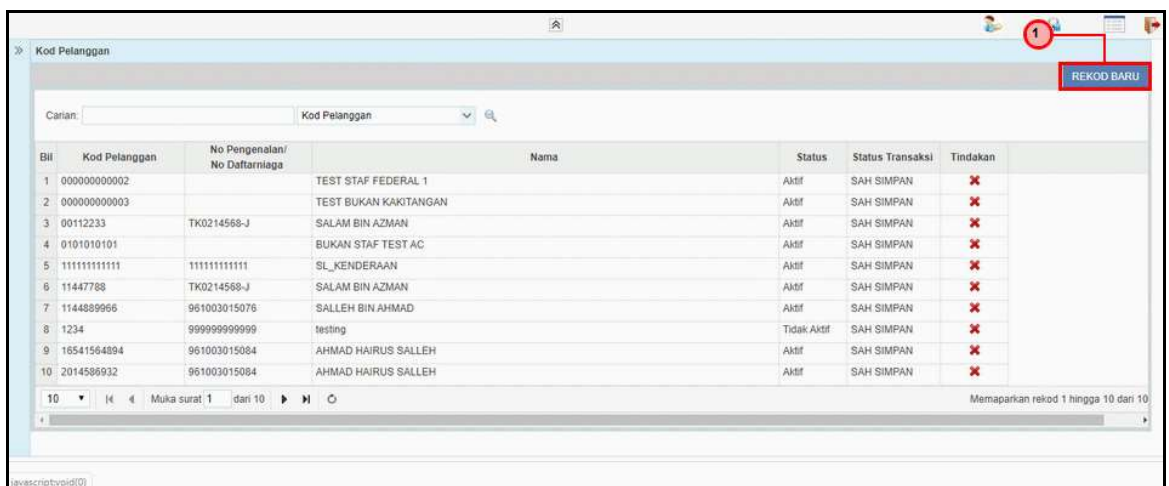 Kod Pelanggan
1
REKOD BARU
Carian: Kod Pelanggan
Bil Kod Pelanggan No Pengenalan/ No Daftarniaga Nama Status Status Transaksi Tindakan
1 000000000002 TEST STAF FEDERAL 1 Aktif SAH SIMPAN
2 000000000003 TEST BUKAN KAKITANGAN Aktif SAH SIMPAN
3 00112233 TK0214568-J SALAM BIN AZMAN Aktif SAH SIMPAN
4 0101010101 BUKAN STAF TEST AC Aktif SAH SIMPAN
5 111111111111 111111111111 SL_KENDERAAN Aktif SAH SIMPAN
6 11447788 TK0214568-J SALAM BIN AZMAN Aktif SAH SIMPAN
7 1144889966 961003015076 SALLEH BIN AHMAD Aktif SAH SIMPAN
8 1234 999999999999 testing Tidak Aktif SAH SIMPAN
9 16541564894 961003015084 AHMAD HAIRUS SALLEH Aktif SAH SIMPAN
10 2014586932 961003015084 AHMAD HAIRUS SALLEH Aktif SAH SIMPAN
10 Muka surat 1 dari 10 Memaparkan rekod 1 hingga 10 dari 10
javascript:void(0)